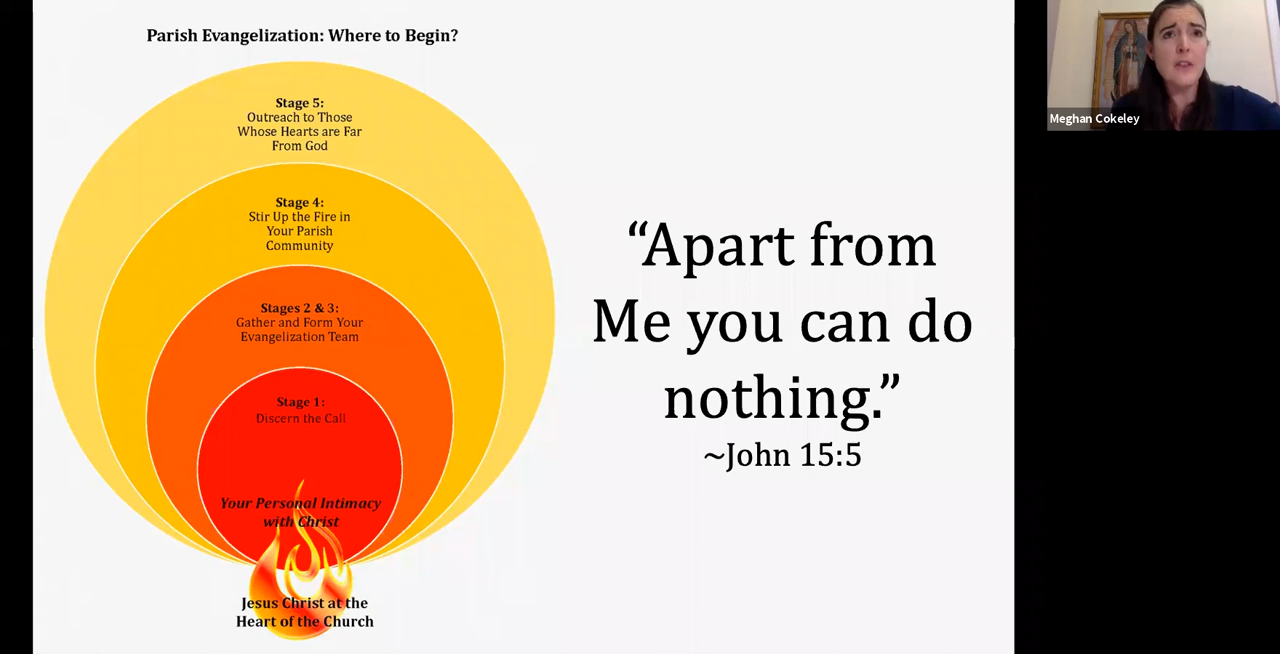 Parish Evangelization: Where to Begin?
Stage 5:
Outreach to Those
Whose Hearts are Far
From God
Stage 4:
Stir Up the Fire in
Your Parish
Community
Stages 2 & 3:
Gather and Form Your
Evangelization Team
Stage 1:
Discern the Call
Your Personal Intimacy
with Christ
Jesus Christ at the
Heart of the Church
“Apart from
Me you can do
nothing.”
~John 15:5
Meghan Cokeley